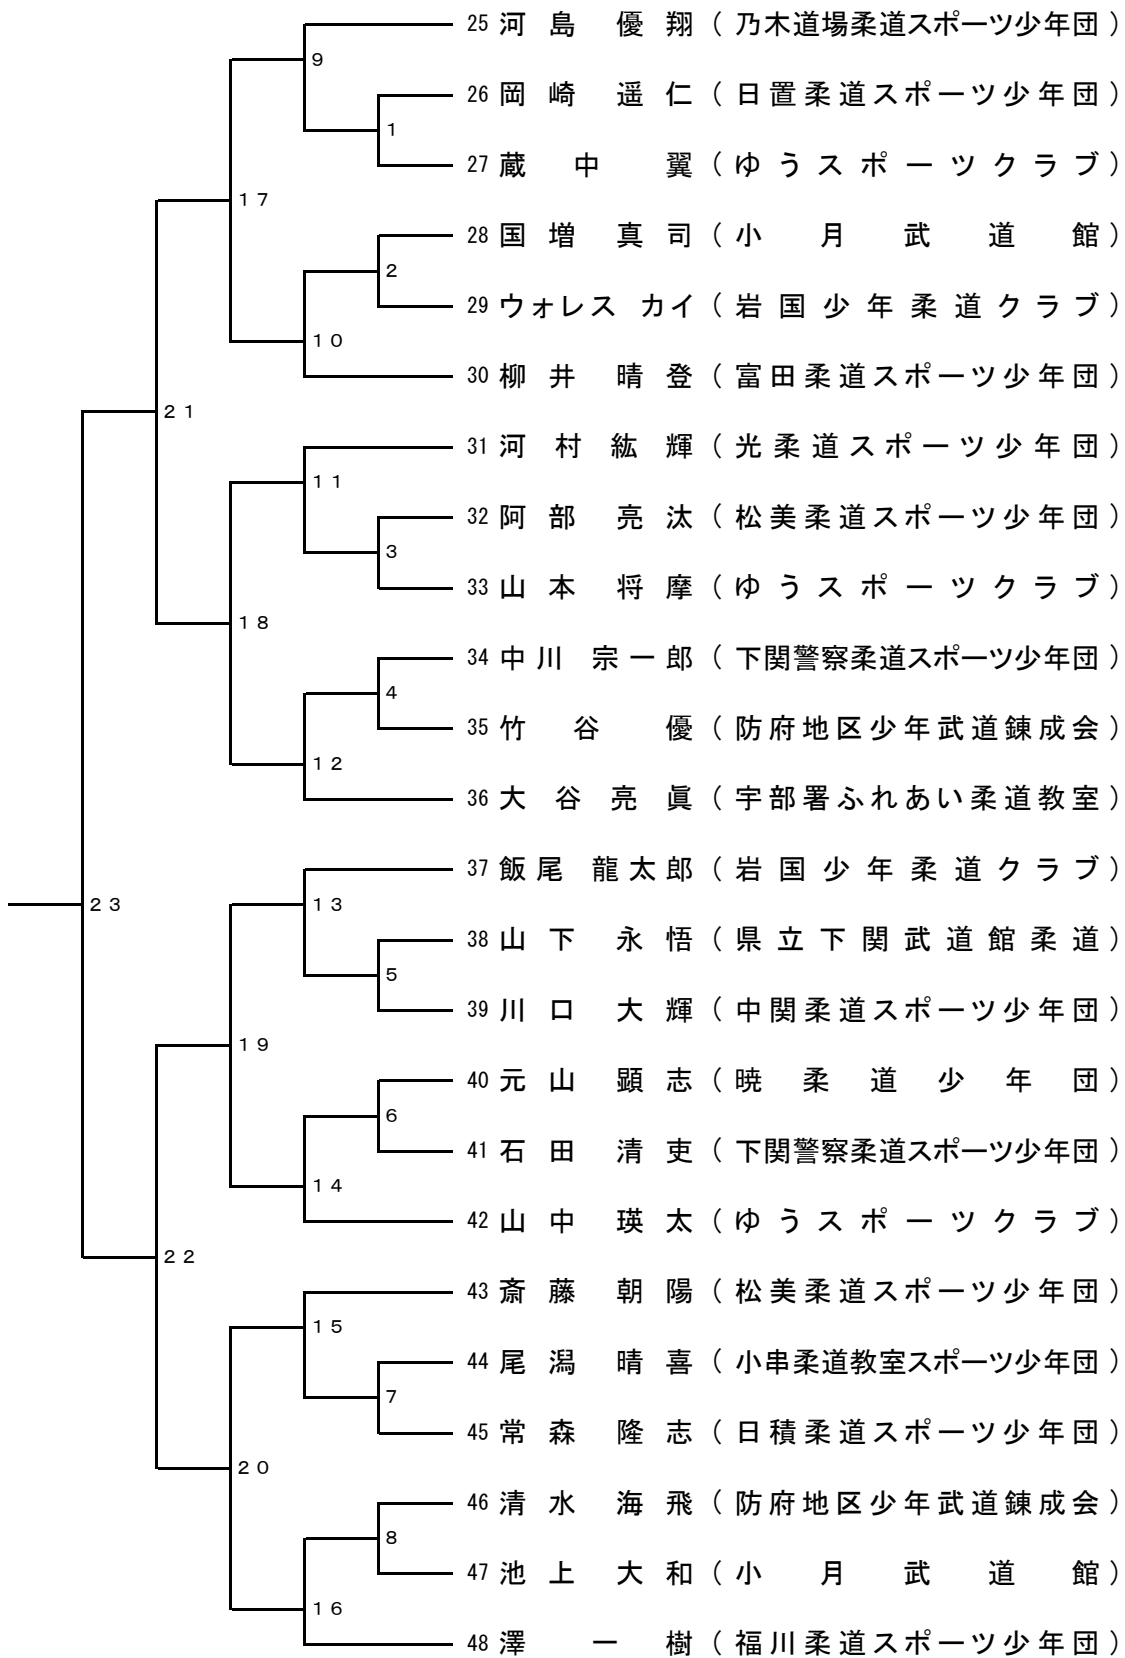 25 河島 優翔 (乃木道場柔道スポーツ少年団)
9
26 岡崎 遥仁 (日置柔道スポーツ少年団)
1
27 蔵中 翼 (ゆうスポーツクラブ)
17
28 国増 真司 (小月武道館)
2
29 ウォレス カイ (岩国少年柔道クラブ)
10
30 柳井 晴登 (富田柔道スポーツ少年団)
21
31 河村紘輝 (光柔道スポーツ少年団)
11
32 阿部 亮汰 (松美柔道スポーツ少年団)
3
33 山本 将摩 (ゆうスポーツクラブ)
18
34 中川 宗一郎 (下関警察柔道スポーツ少年団)
4
35 竹谷 優 (防府地区少年武道錬成会)
12
36 大谷亮眞 (宇部署ふれあい柔道教室)
37 飯尾 龍太郎 (岩国少年柔道クラブ)
23
13
38 山下 永悟 (県立下関武道館柔道)
5
39 川口 大輝 (中関柔道スポーツ少年団)
19
40 元山 顕志 (暁柔道少年団)
6
41 石田 清吏 (下関警察柔道スポーツ少年団)
14
42 山中 瑛太 (ゆうスポーツクラブ)
22
43 斎藤 朝陽 (松美柔道スポーツ少年団)
15
44 尾潟 晴喜 (小串柔道教室スポーツ少年団)
7
45 常森 隆志 (日積柔道スポーツ少年団)
20
46 清水 海飛 (防府地区少年武道錬成会)
8
47 池上 大和 (小月武道館)
16
48 澤 一樹 (福川柔道スポーツ少年団)